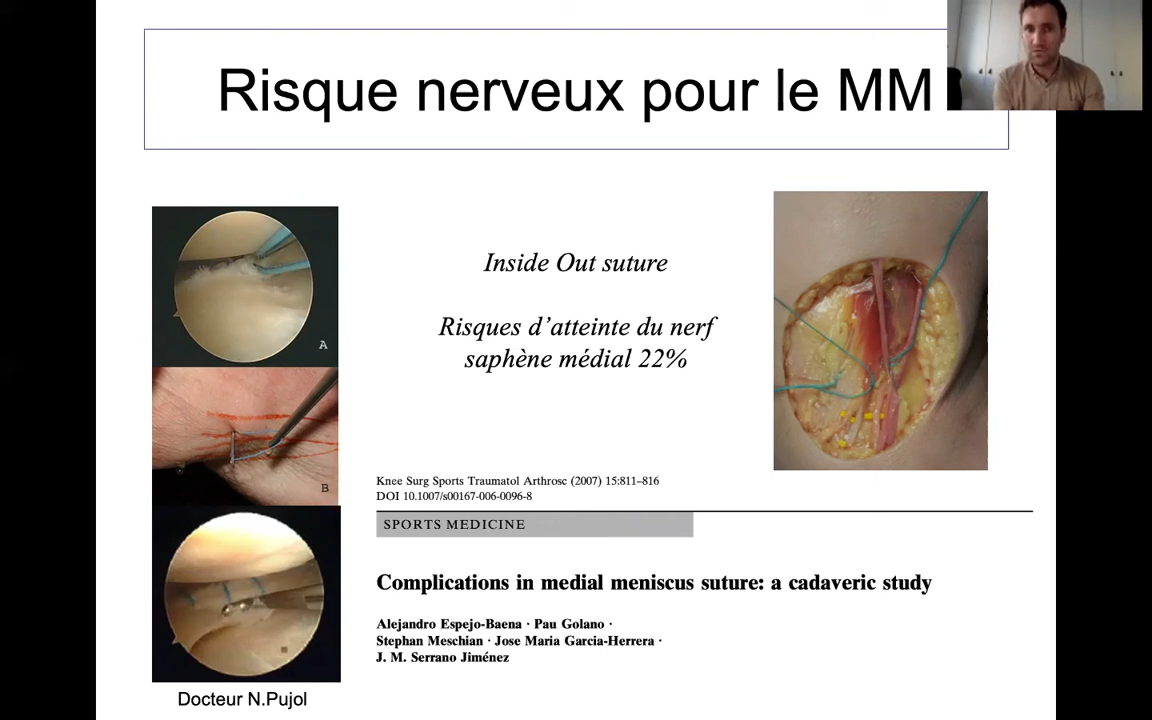 Risque nerveux pour le MM
Inside Out suture
Risques d’atteinte du nerf
saphène médial 22%
A
B
Knee Surg Sports Traumatol Arthrosc (2007) 15:811–816
DOI 10.1007/s00167-006-0096-8
SPORTS MEDICINE
Complications in medial meniscus suture: a cadaveric study
Alejandro Espejo-Baena · Pau Golano ·
Stephan Meschian · Jose Maria Garcia-Herrera ·
J. M. Serrano Jiménez
Docteur N.Pujol